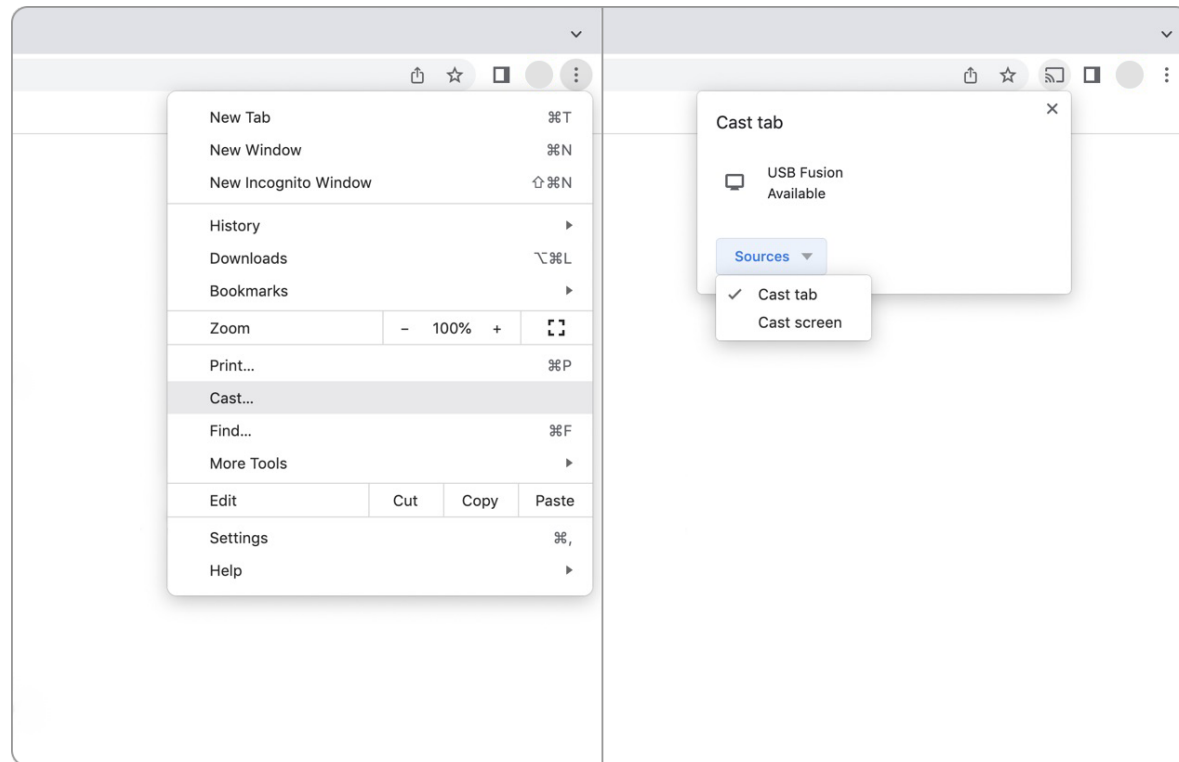 New Tab ⌘T
New Window ⌘N
New Incognito Window ⇧⌘N
History
Downloads ⌥⌘L
Bookmarks
Zoom - 100% +
Print... ⌘P
Cast...
Find... ⌘F
More Tools
Edit Cut Copy Paste
Settings ⌘,
Help
Cast tab
USB Fusion
Available
Sources
Cast tab
Cast screen